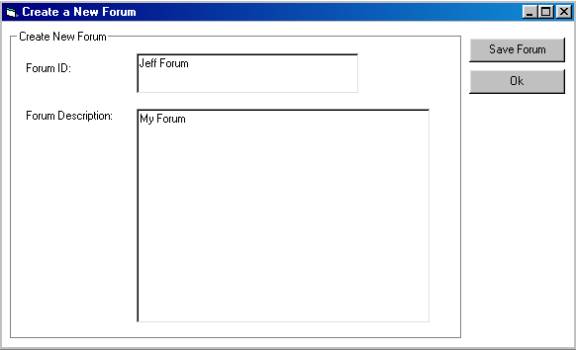 Create a New Forum
Create New Forum
Save Forum
Forum ID:
Jeff Forum
Ok
Forum Description:
My Forum